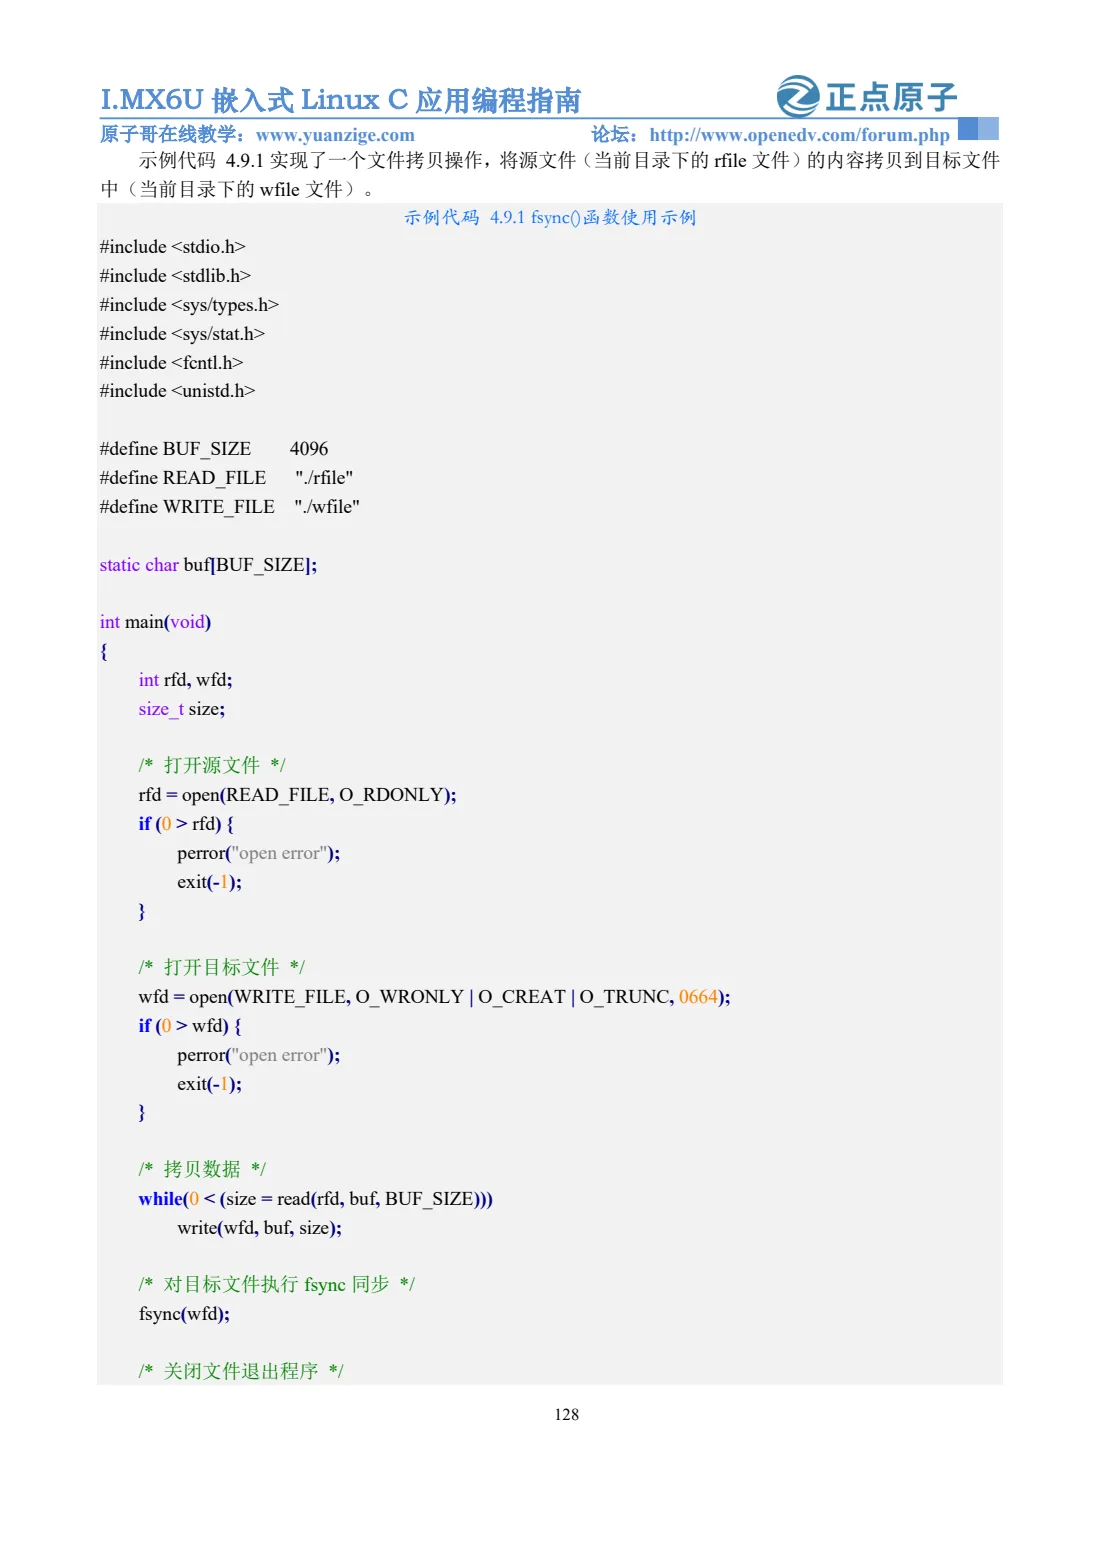 I.MX6U 嵌入式 Linux C 应用编程指南
正点原子
原子哥在线教学：www.yuanzige.com 论坛：http://www.openedv.com/forum.php
示例代码 4.9.1 实现了一个文件拷贝操作，将源文件（当前目录下的 rfile 文件）的内容拷贝到目标文件
中（当前目录下的 wfile 文件）。
示例代码 4.9.1 fsync()函数使用示例
#include <stdio.h>
#include <stdlib.h>
#include <sys/types.h>
#include <sys/stat.h>
#include <fcntl.h>
#include <unistd.h>
#define BUF_SIZE 4096
#define READ_FILE "./rfile"
#define WRITE_FILE "./wfile"
static char buf[BUF_SIZE];
int main(void)
{
int rfd, wfd;
size_t size;
/* 打开源文件 */
rfd = open(READ_FILE, O_RDONLY);
if (0 > rfd) {
perror("open error");
exit(-1);
}
/* 打开目标文件 */
wfd = open(WRITE_FILE, O_WRONLY | O_CREAT | O_TRUNC, 0664);
if (0 > wfd) {
perror("open error");
exit(-1);
}
/* 拷贝数据 */
while(0 < (size = read(rfd, buf, BUF_SIZE)))
write(wfd, buf, size);
/* 对目标文件执行 fsync 同步 */
fsync(wfd);
/* 关闭文件退出程序 */
128